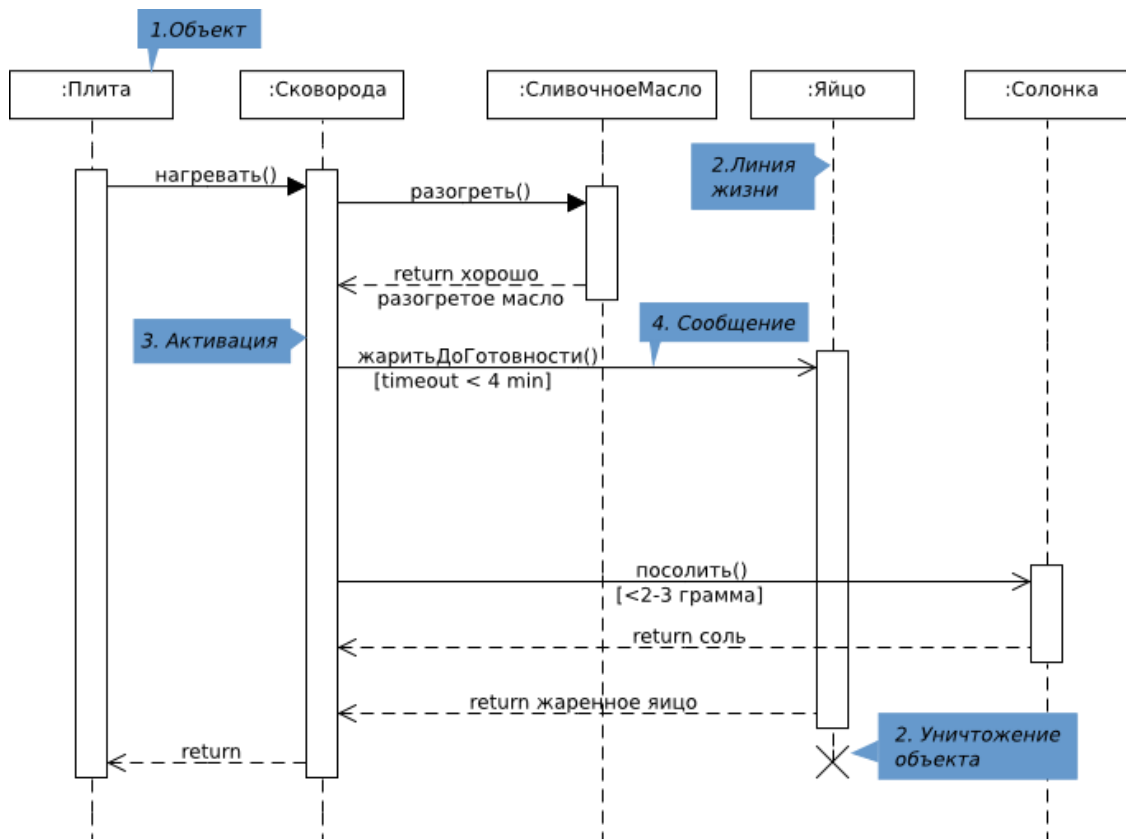 1.Объект
:Плита
:Сковорода
:СливочноеМасло
:Яйцо
:Солонка
2.Линия
жизни
нагревать()
разогреть()
return хорошо
разогретое масло
3. Активация
4. Сообщение
жаритьДоГотовности()
[timeout < 4 min]
посолить()
[<2-3 грамма]
return соль
return жаренное яицо
2. Уничтожение
объекта
return